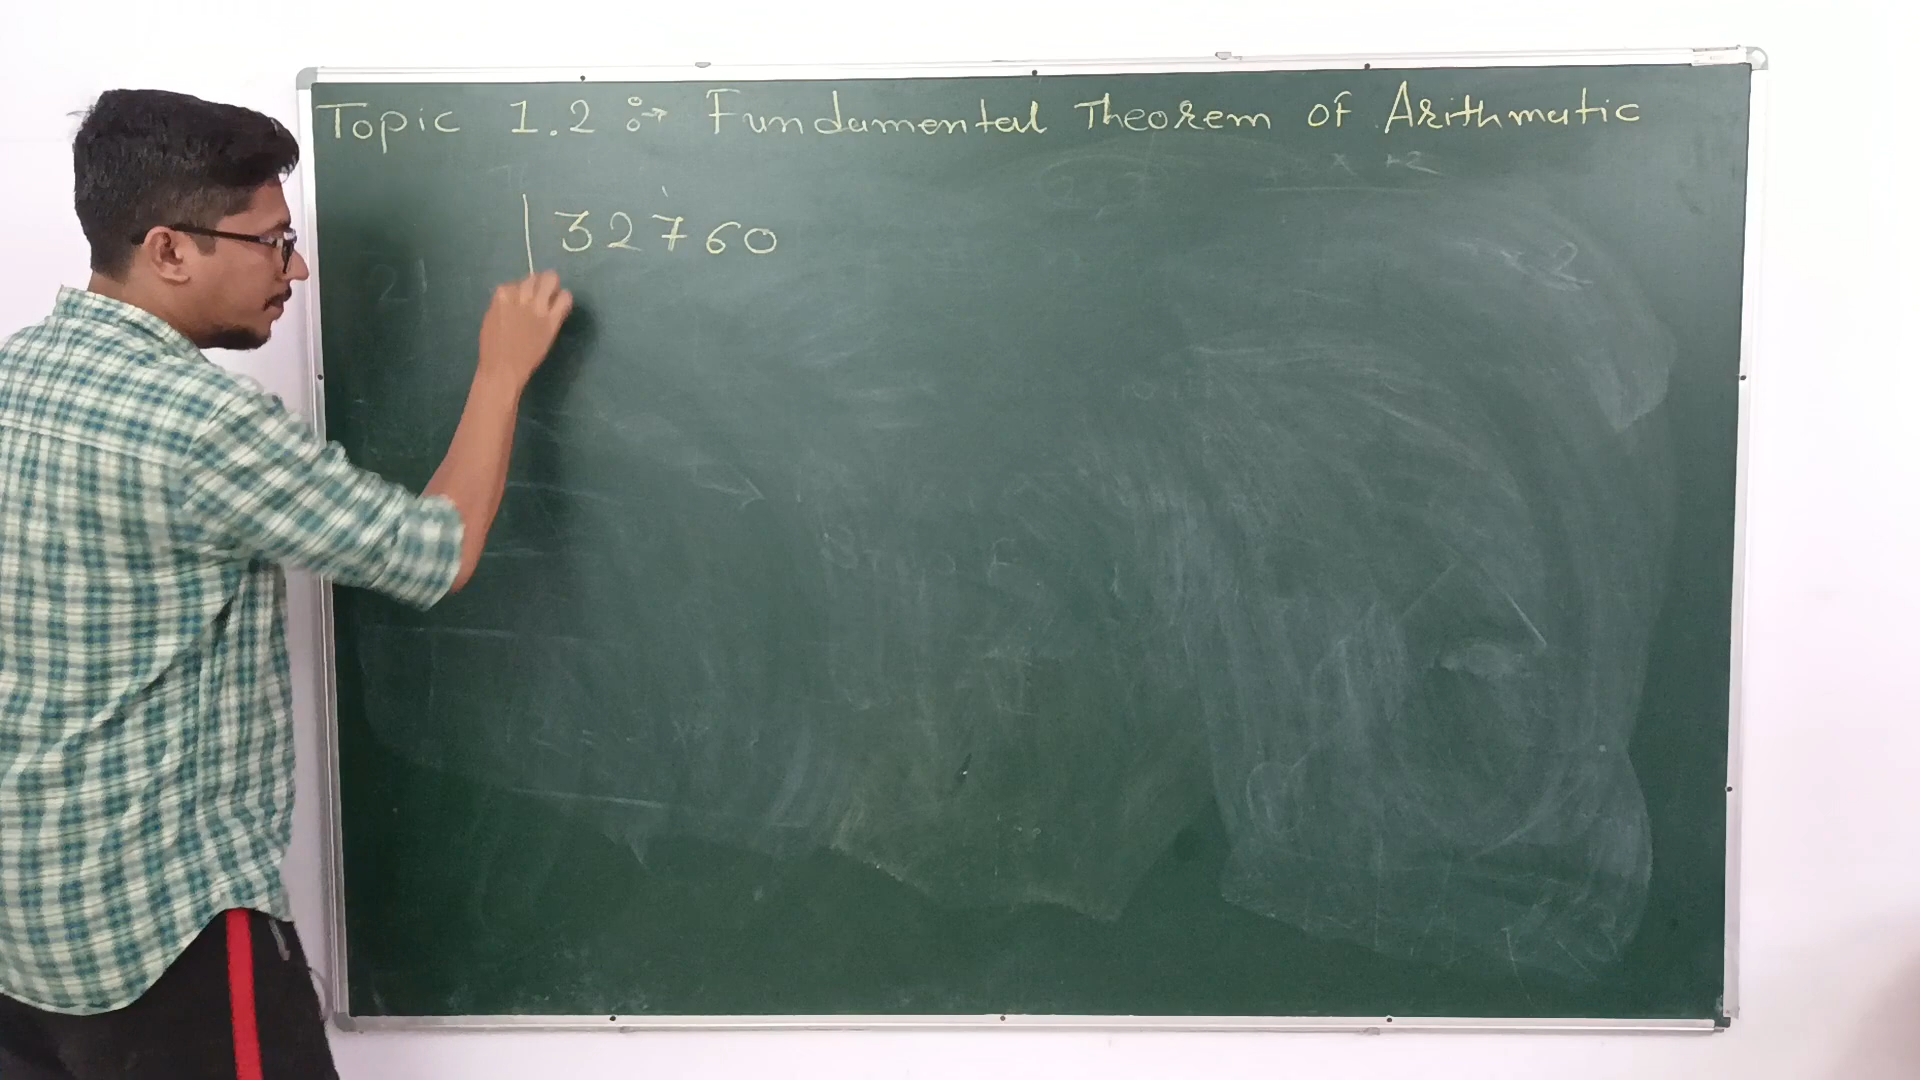 Topic 1.2 :→ Fundamental Theorem of Arithmatic
32760